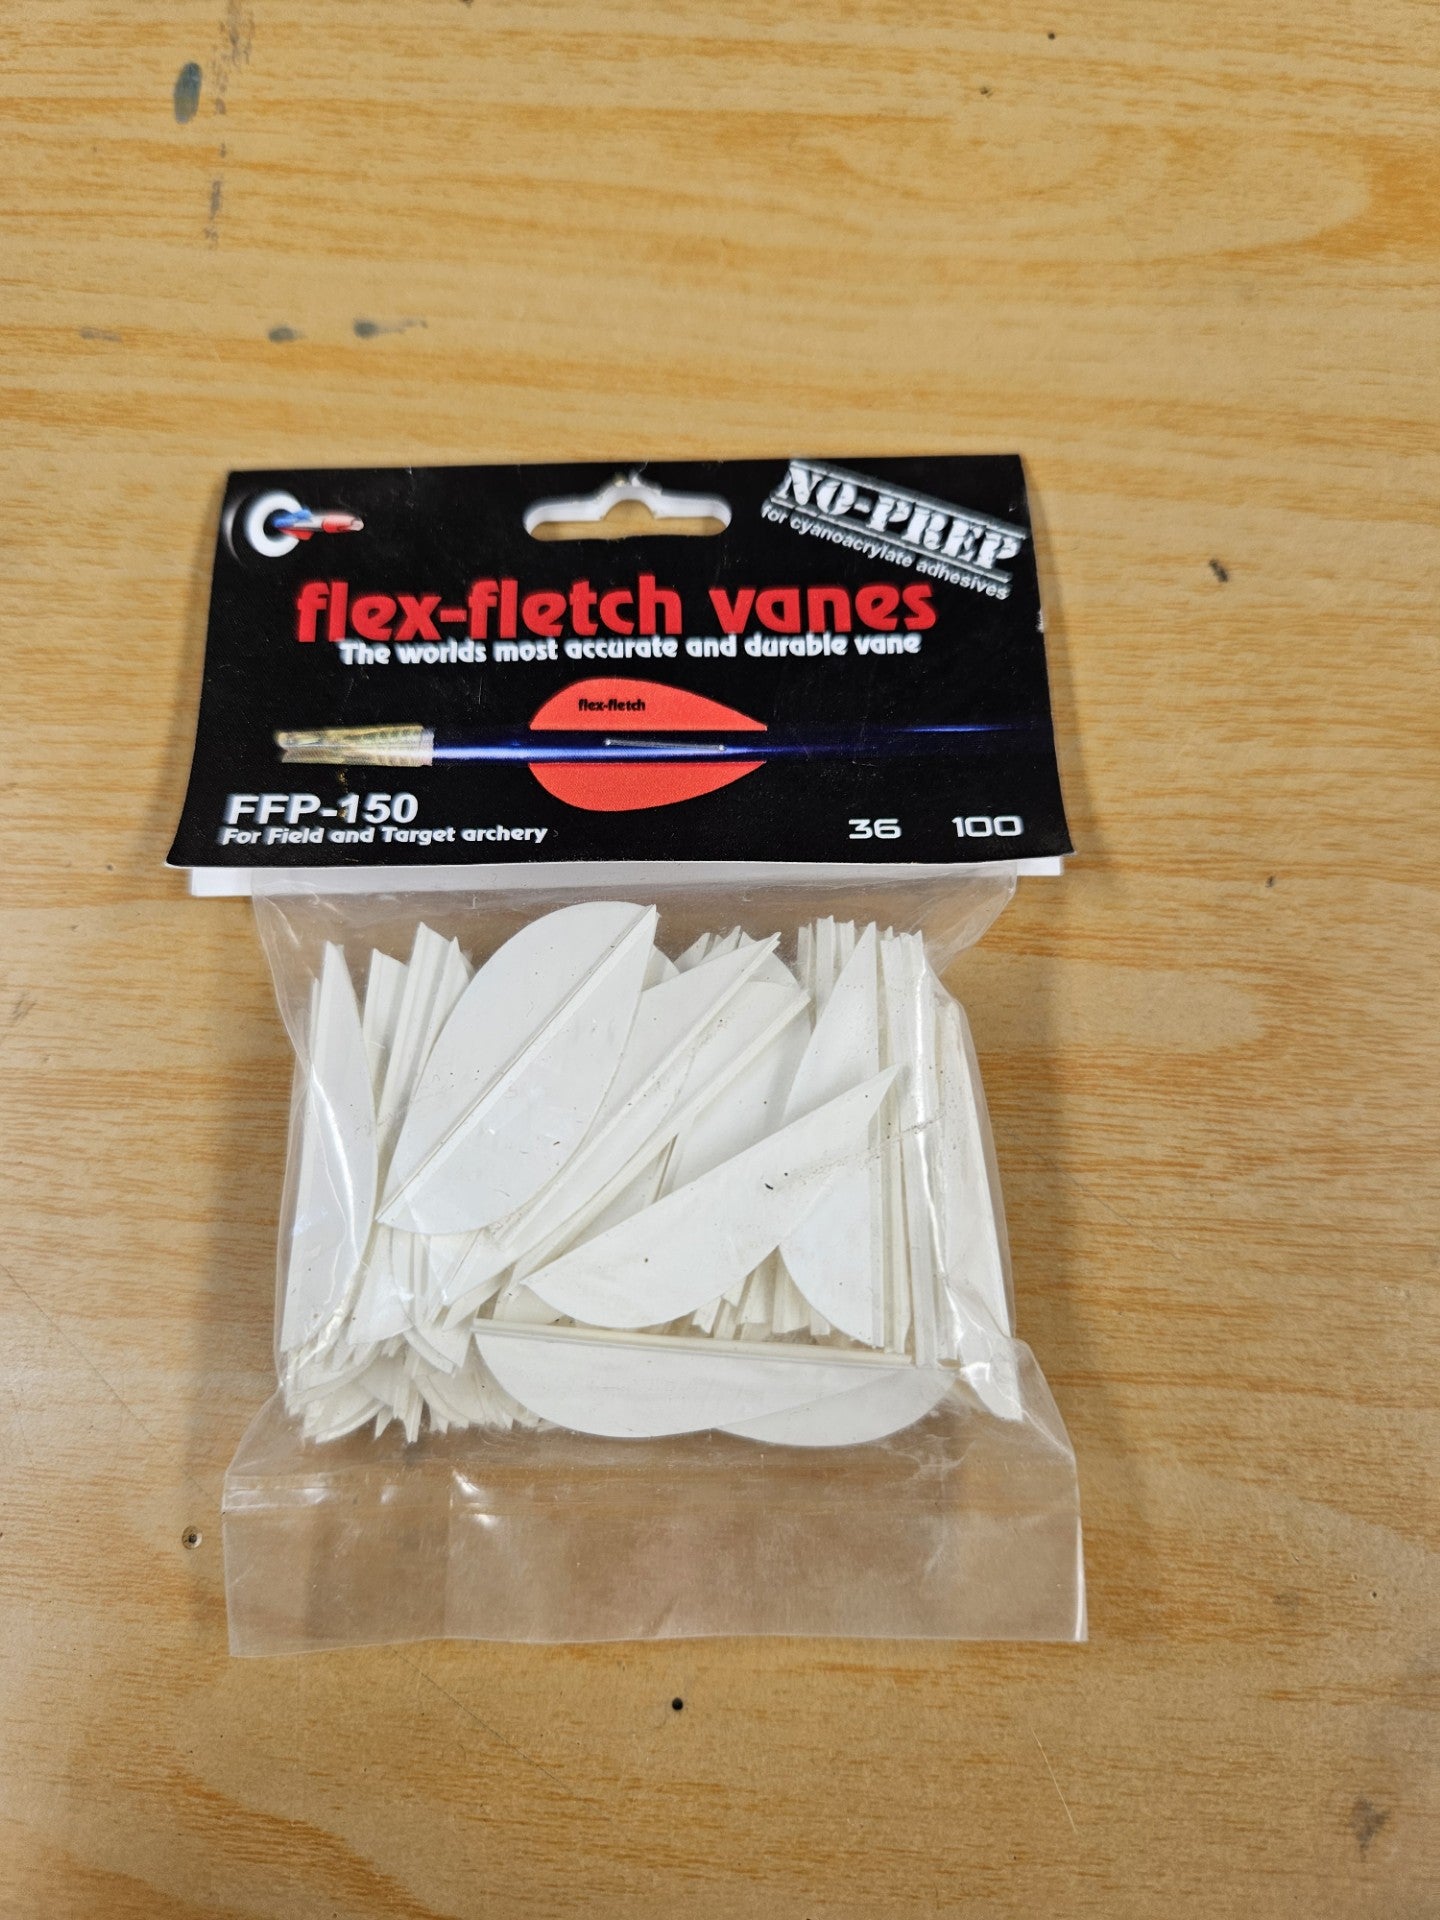 NO-PREP
for cyanoacrylate adhesives
flex-fletch vanes
The worlds most accurate and durable vane
flex-fletch
FFP-150
For Field and Target archery
36 100